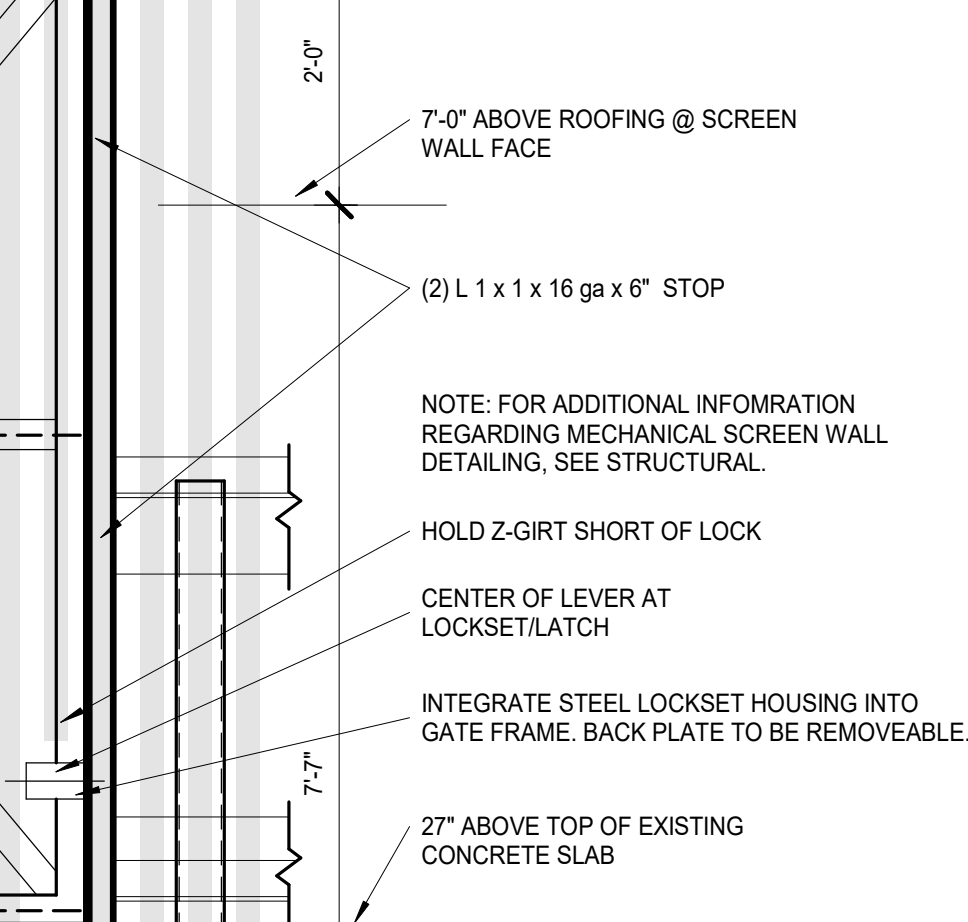 2'-0"
7'-0" ABOVE ROOFING @ SCREEN
WALL FACE
(2) L 1 x 1 x 16 ga x 6" STOP
NOTE: FOR ADDITIONAL INFOMRATION
REGARDING MECHANICAL SCREEN WALL
DETAILING, SEE STRUCTURAL.
HOLD Z-GIRT SHORT OF LOCK
CENTER OF LEVER AT
LOCKSET/LATCH
INTEGRATE STEEL LOCKSET HOUSING INTO
GATE FRAME. BACK PLATE TO BE REMOVEABLE.
7'-7"
27" ABOVE TOP OF EXISTING
CONCRETE SLAB